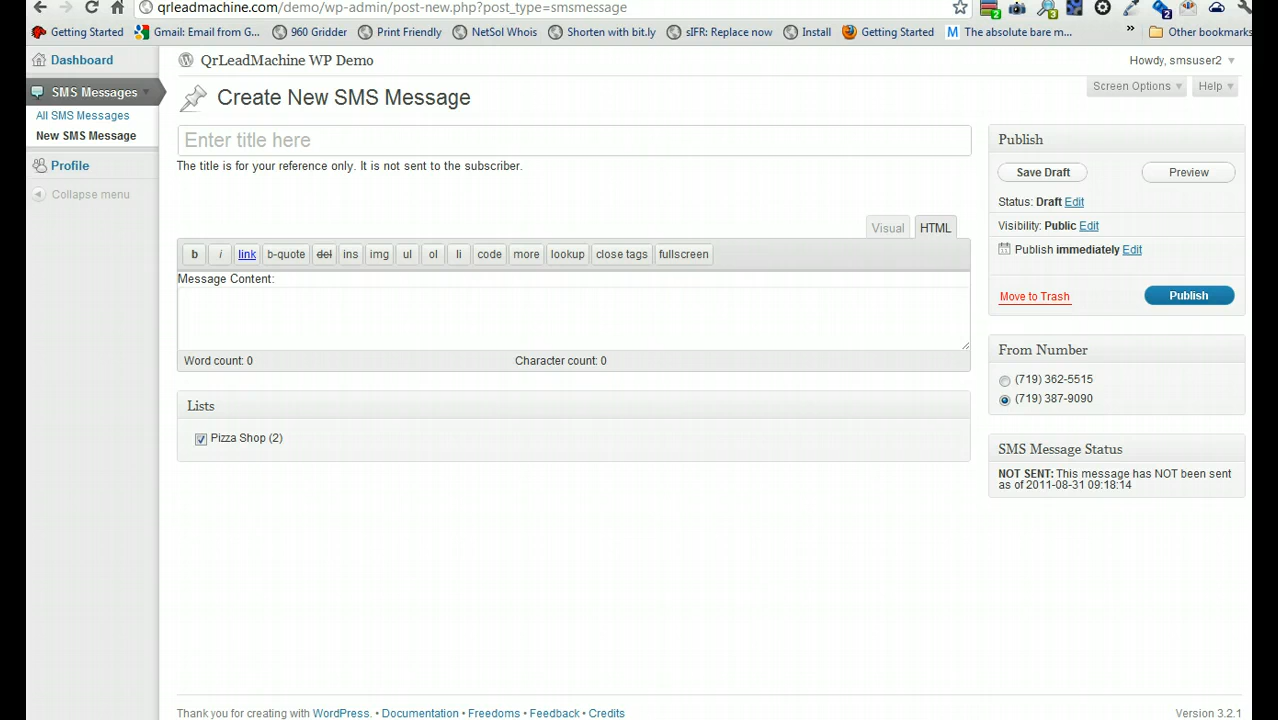 qrleadmachine.com/demo/wp-admin/post-new.php?post_type=smsmessage
Getting Started Gmail: Email from G... 960 Gridder Print Friendly NetSol Whois Shorten with bit.ly sIFR: Replace now Install Getting Started M The absolute bare m... » Other bookmarks
Dashboard
SMS Messages
All SMS Messages
New SMS Message
Profile
Collapse menu
QrLeadMachine WP Demo
Howdy, smsuser2
Screen Options
Help
Create New SMS Message
Enter title here
The title is for your reference only. It is not sent to the subscriber.
Visual HTML
b i link b-quote del ins img ul ol li code more lookup close tags fullscreen
Message Content:
Word count: 0 Character count: 0
Lists
Pizza Shop (2)
Publish
Save Draft Preview
Status: Draft Edit
Visibility: Public Edit
Publish immediately Edit
Move to Trash Publish
From Number
(719) 362-5515
(719) 387-9090
SMS Message Status
NOT SENT: This message has NOT been sent
as of 2011-08-31 09:18:14
Thank you for creating with WordPress. • Documentation • Freedoms • Feedback • Credits
Version 3.2.1